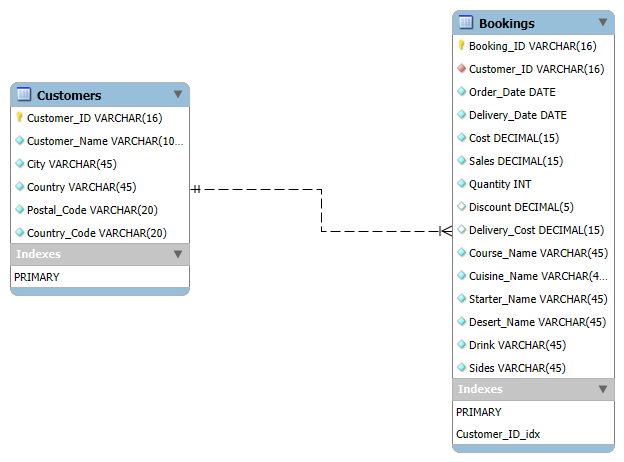 Customers
Customer_ID VARCHAR(16)
Customer_Name VARCHAR(10...
City VARCHAR(45)
Country VARCHAR(45)
Postal_Code VARCHAR(20)
Country_Code VARCHAR(20)
Indexes
PRIMARY
Bookings
Booking_ID VARCHAR(16)
Customer_ID VARCHAR(16)
Order_Date DATE
Delivery_Date DATE
Cost DECIMAL(15)
Sales DECIMAL(15)
Quantity INT
Discount DECIMAL(5)
Delivery_Cost DECIMAL(15)
Course_Name VARCHAR(45)
Cuisine_Name VARCHAR(4...
Starter_Name VARCHAR(45)
Desert_Name VARCHAR(45)
Drink VARCHAR(45)
Sides VARCHAR(45)
Indexes
PRIMARY
Customer_ID_idx